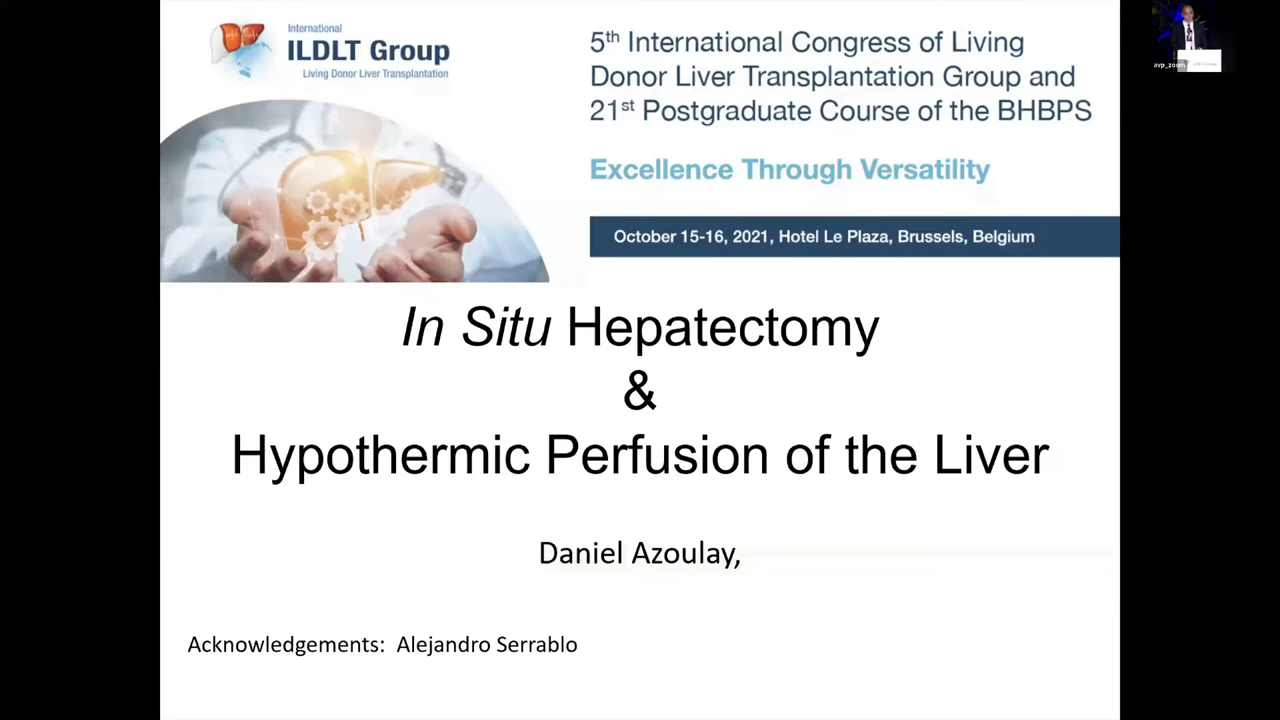 International
ILDLT Group
Living Donor Liver Transplantation
5th International Congress of Living
Donor Liver Transplantation Group and
21st Postgraduate Course of the BHBPS
Excellence Through Versatility
October 15-16, 2021, Hotel Le Plaza, Brussels, Belgium
In Situ Hepatectomy
&
Hypothermic Perfusion of the Liver
Daniel Azoulay,
Acknowledgements: Alejandro Serrablo
avp_zoom